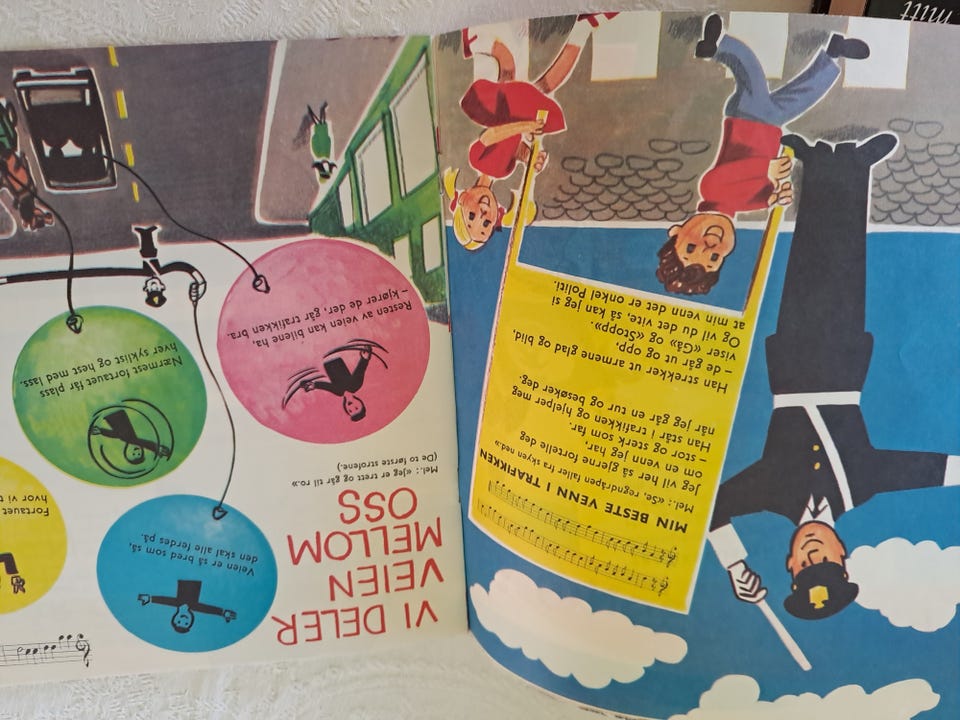 MIN BESTE VENN I TRAFIKKEN
Mel.: «Se, regndråpen faller fra skyen ned.»
Jeg vil her så gjerne fortelle deg
om en venn jeg har,
– stor og sterk som far.
Han står i trafikken og hjelper meg
når jeg går en tur og besøker deg.
Han strekker ut armene glad og blid,
– de går ut og opp,
viser «Gå» og «Stopp».
Og vil du det vite, så kan jeg si
at min venn det er onkel Politi.
VI DELER
VEIEN
MELLOM
OSS
Mel.: «Jeg er trett og går til ro.»
(De to første strofene.)
Veien er så bred som så,
den skal alle ferdes på.
Fortauet
hvor vi
Nærmest fortauet får plass
hver syklist og hest med lass.
Resten av veien kan bilene ha,
– kjører de der, går trafikken bra.